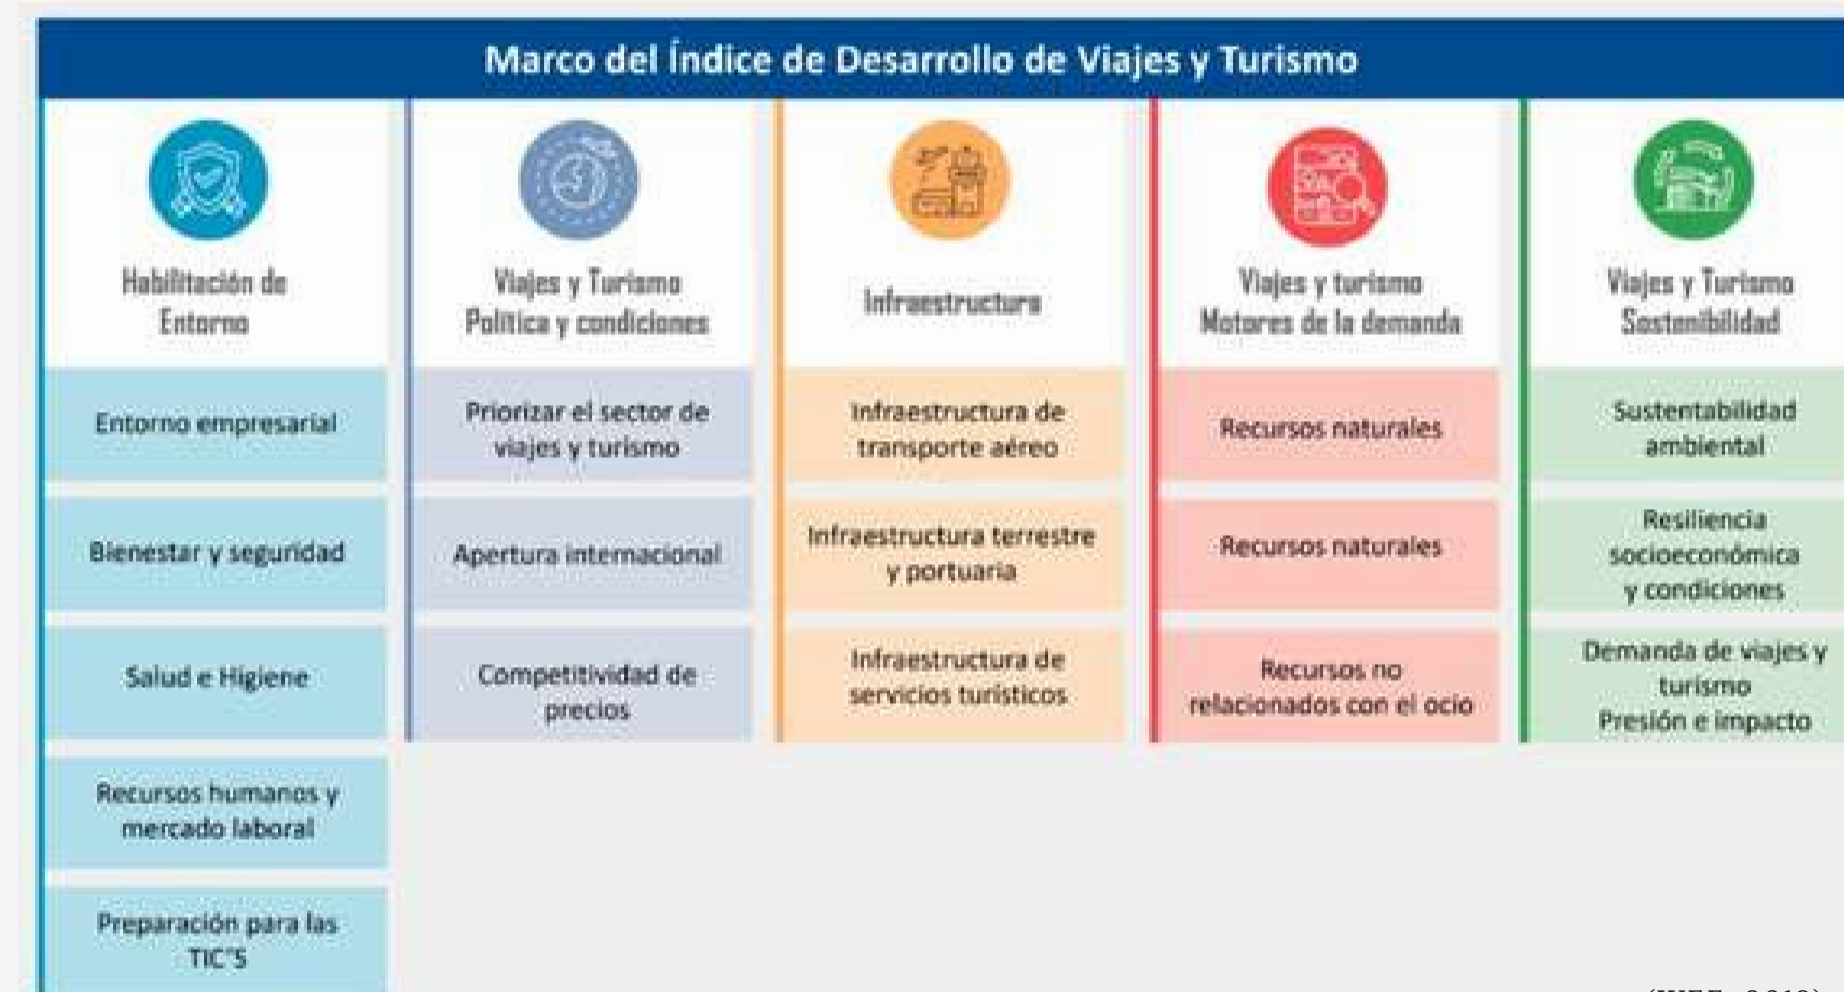 Marco del Índice de Desarrollo de Viajes y Turismo
Habilitación de
Entorno
Entorno empresarial
Bienestar y seguridad
Salud e Higiene
Recursos humanos y
mercado laboral
Preparación para las
TIC'S
Viajes y Turismo
Política y condiciones
Priorizar el sector de
viajes y turismo
Apertura internacional
Competitividad de
precios
Infraestructura
Infraestructura de
transporte aéreo
Infraestructura terrestre
y portuaria
Infraestructura de
servicios turísticos
Viajes y turismo
Motores de la demanda
Recursos naturales
Recursos naturales
Recursos no
relacionados con el ocio
Viajes y Turismo
Sostenibilidad
Sustentabilidad
ambiental
Resiliencia
socioeconómica
y condiciones
Demanda de viajes y
turismo
Presión e impacto